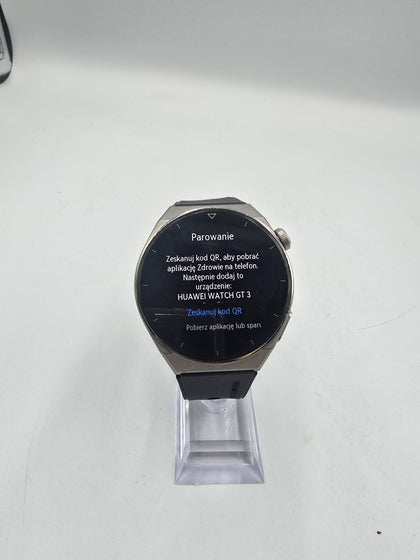 Parowanie
Zeskanuj kod QR, aby pobrać
aplikację Zdrowie na telefon.
Następnie dodaj to
urządzenie:
HUAWEI WATCH GT 3
Zeskanuj kod QR
Pobierz aplikację lub sparı